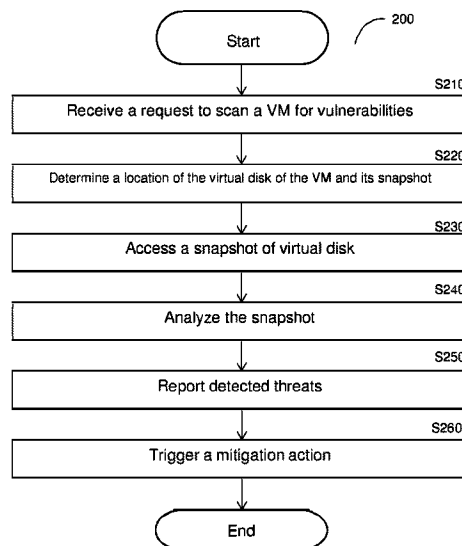 Start
200
S210
Receive a request to scan a VM for vulnerabilities
S220
Determine a location of the virtual disk of the VM and its snapshot
S230
Access a snapshot of virtual disk
S240
Analyze the snapshot
S250
Report detected threats
S260
Trigger a mitigation action
End